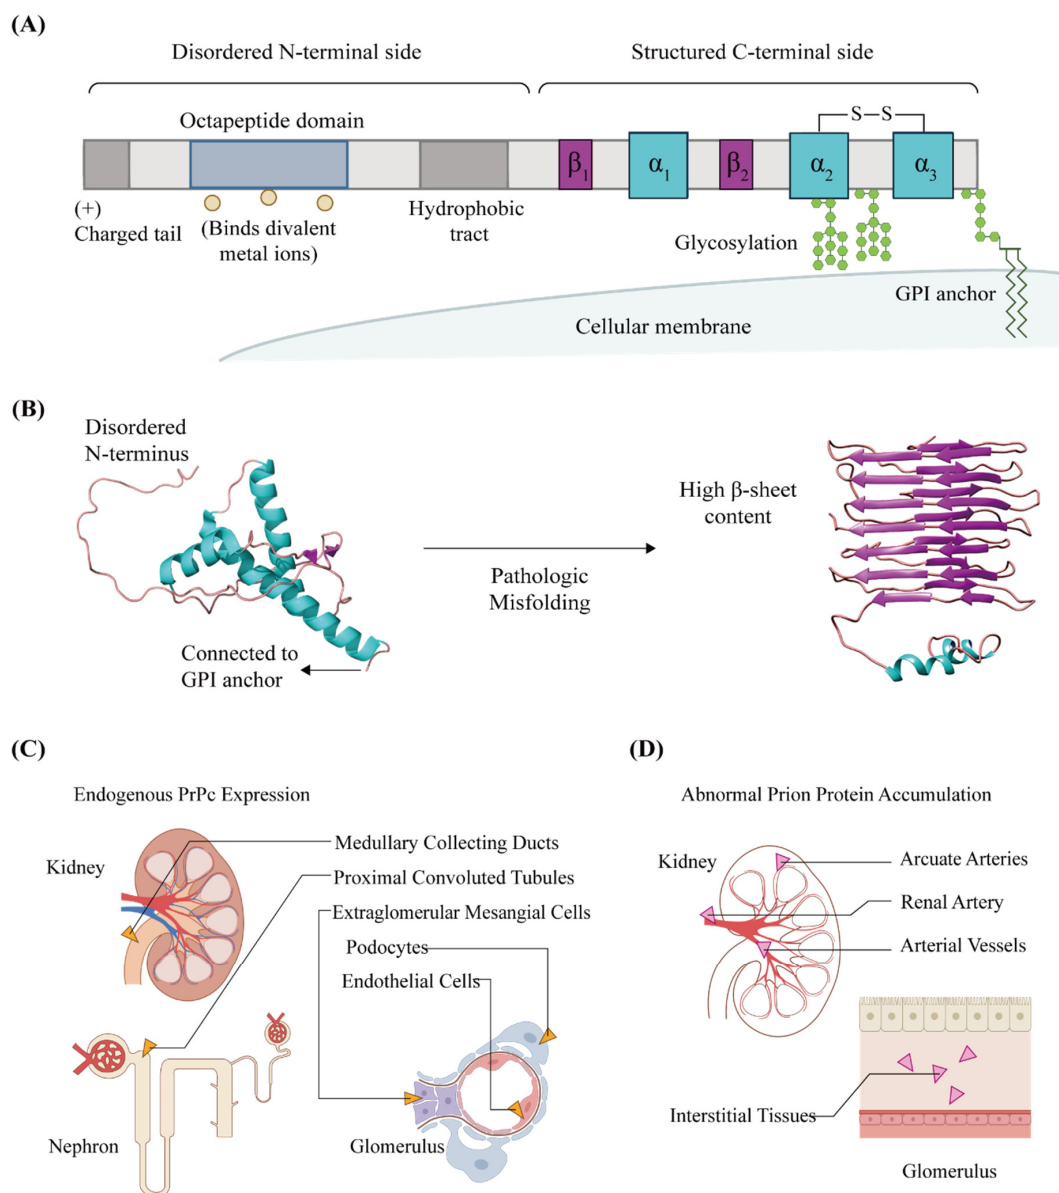 (A)
Disordered N-terminal side
Structured C-terminal side
Octapeptide domain
S–S
β1
α1
β2
α2
α3
(+)
Charged tail
(Binds divalent
metal ions)
Hydrophobic
tract
Glycosylation
GPI anchor
Cellular membrane
(B)
Disordered
N-terminus
High β-sheet
content
Pathologic
Misfolding
Connected to
GPI anchor
(C)
Endogenous PrPc Expression
Kidney
Medullary Collecting Ducts
Proximal Convoluted Tubules
Extraglomerular Mesangial Cells
Podocytes
Endothelial Cells
Nephron
Glomerulus
(D)
Abnormal Prion Protein Accumulation
Kidney
Arcuate Arteries
Renal Artery
Arterial Vessels
Interstitial Tissues
Glomerulus